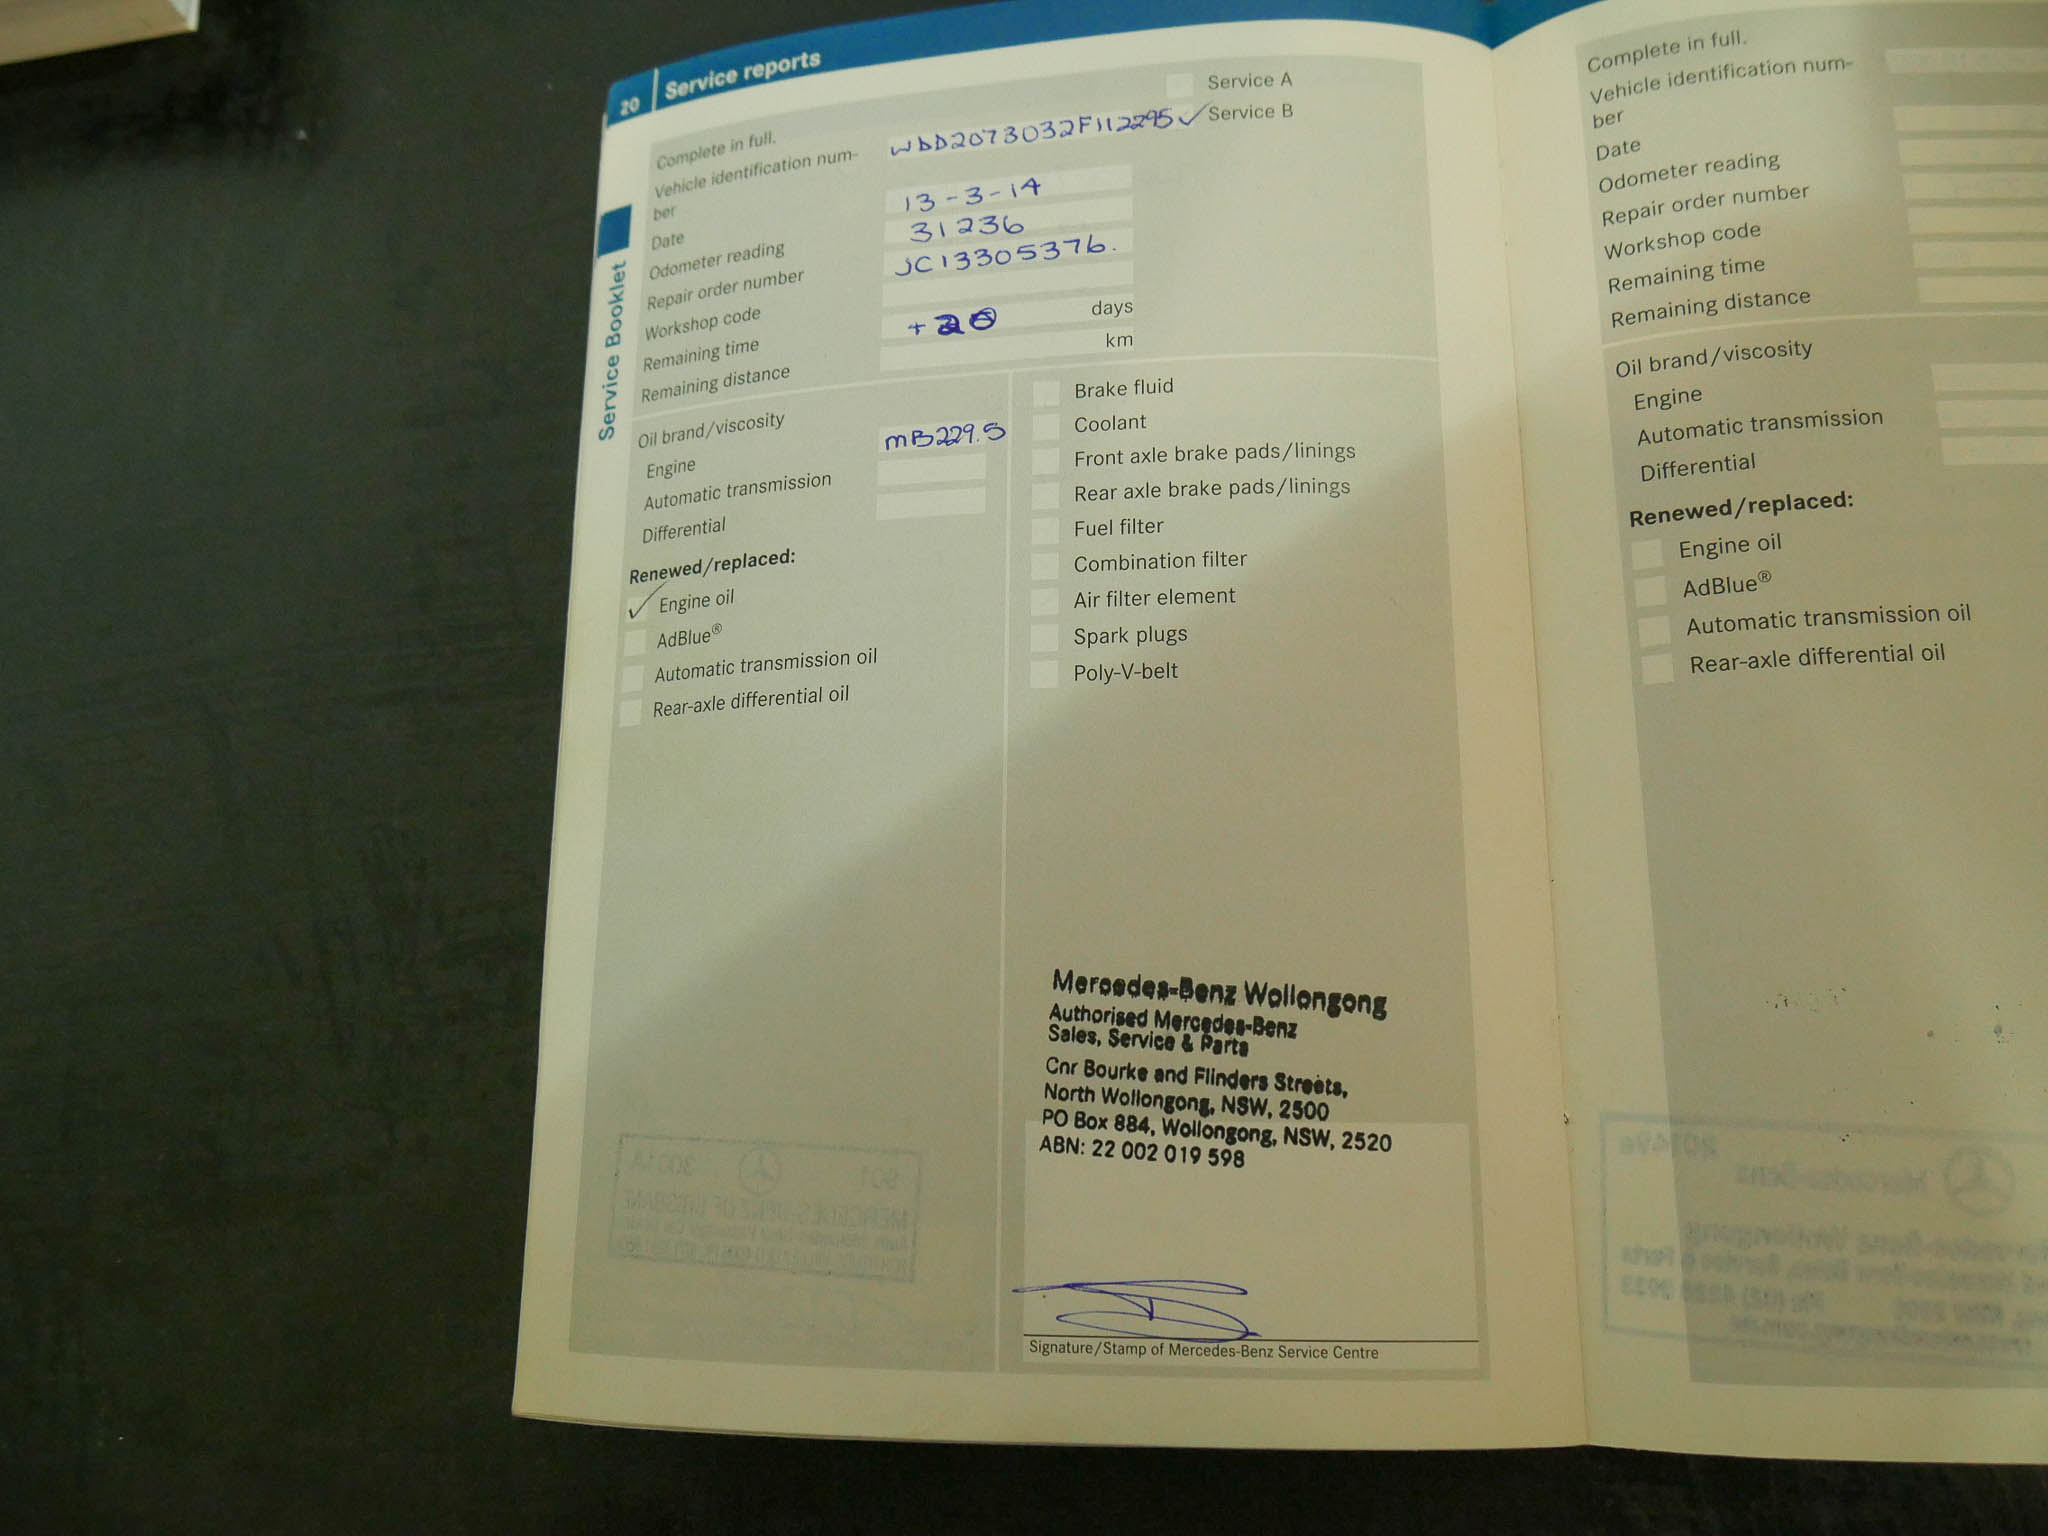 20 Service reports
Service Booklet
Service A
✓ Service B
Complete in full.
Vehicle identification num-
ber
WDD2073032F112295
Date 13-3-14
Odometer reading 31236
Repair order number JC13305376.
Workshop code
Remaining time days
Remaining distance km
Oil brand/viscosity
Engine MB229.5
Automatic transmission
Differential
Renewed/replaced:
✓ Engine oil
AdBlue®
Automatic transmission oil
Rear-axle differential oil
Brake fluid
Coolant
Front axle brake pads/linings
Rear axle brake pads/linings
Fuel filter
Combination filter
Air filter element
Spark plugs
Poly-V-belt
Mercedes-Benz Wollongong
Authorised Mercedes-Benz
Sales, Service & Parts
Cnr Bourke and Flinders Streets,
North Wollongong, NSW, 2500
PO Box 884, Wollongong, NSW, 2520
ABN: 22 002 019 598
Signature/Stamp of Mercedes-Benz Service Centre
Complete in full.
Vehicle identification num-
ber
Date
Odometer reading
Repair order number
Workshop code
Remaining time
Remaining distance
Oil brand/viscosity
Engine
Automatic transmission
Differential
Renewed/replaced:
Engine oil
AdBlue®
Automatic transmission oil
Rear-axle differential oil